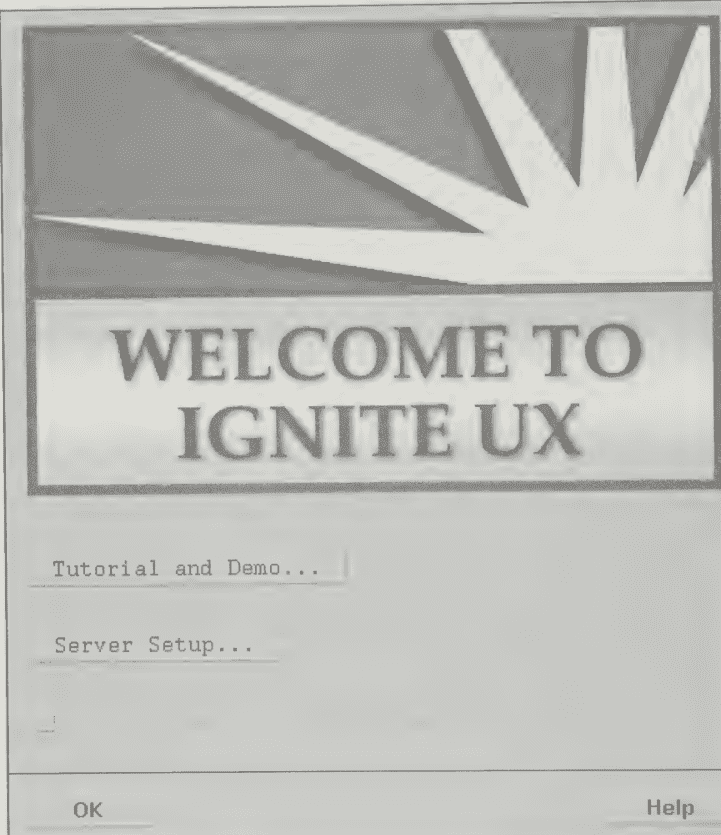 WELCOME TO
IGNITE UX
Tutorial and Demo...
Server Setup...
OK
Help